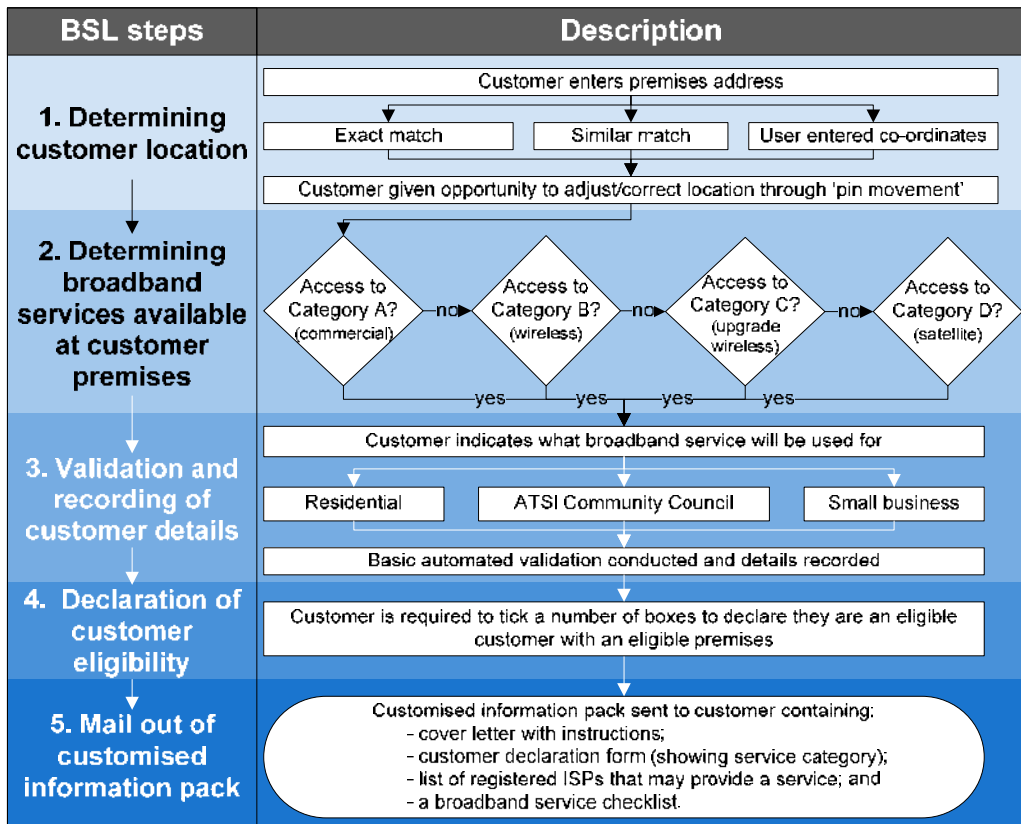 BSL steps
Description
1. Determining
customer location
Customer enters premises address
Exact match
Similar match
User entered co-ordinates
Customer given opportunity to adjust/correct location through ‘pin movement’
2. Determining
broadband
services available
at customer
premises
Access to
Category A?
(commercial)
no
Access to
Category B?
(wireless)
no
Access to
Category C?
(upgrade
wireless)
no
Access to
Category D?
(satellite)
yes
yes
yes
yes
3. Validation and
recording of
customer details
Customer indicates what broadband service will be used for
Residential
ATSI Community Council
Small business
Basic automated validation conducted and details recorded
4. Declaration of
customer
eligibility
Customer is required to tick a number of boxes to declare they are an eligible
customer with an eligible premises
5. Mail out of
customised
information pack
Customised information pack sent to customer containing:
- cover letter with instructions;
- customer declaration form (showing service category);
- list of registered ISPs that may provide a service; and
- a broadband service checklist.